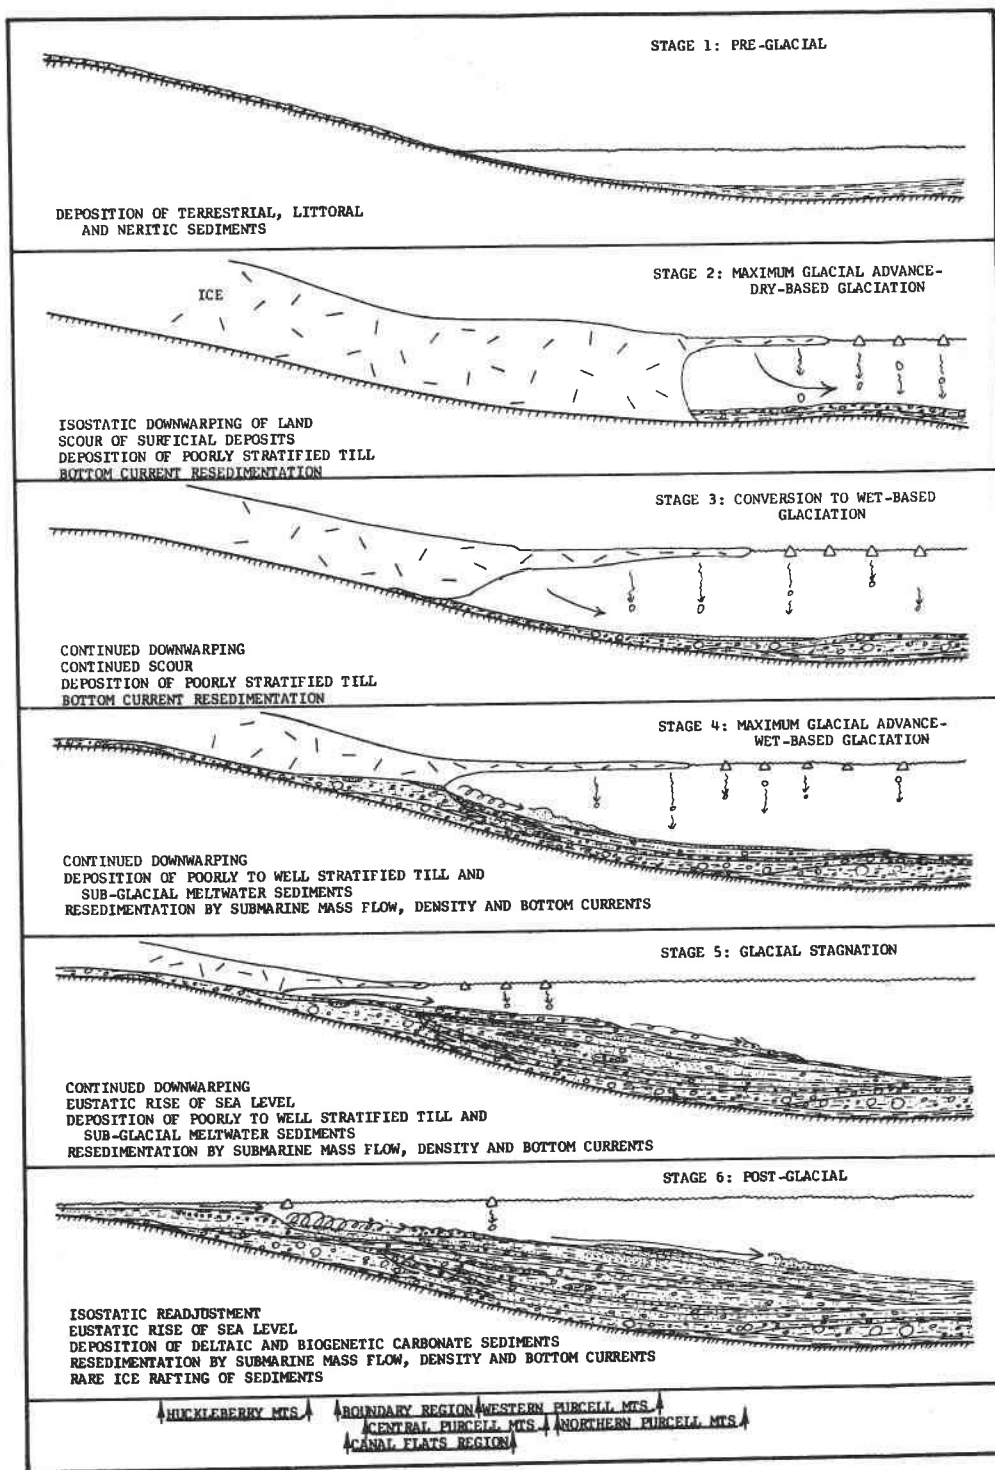 STAGE 1: PRE-GLACIAL
DEPOSITION OF TERRESTRIAL, LITTORAL
AND NERITIC SEDIMENTS
STAGE 2: MAXIMUM GLACIAL ADVANCE-
DRY-BASED GLACIATION
ICE
ISOSTATIC DOWNWARPING OF LAND
SCOUR OF SURFICIAL DEPOSITS
DEPOSITION OF POORLY STRATIFIED TILL
BOTTOM CURRENT RESEDIMENTATION
STAGE 3: CONVERSION TO WET-BASED
GLACIATION
CONTINUED DOWNWARPING
CONTINUED SCOUR
DEPOSITION OF POORLY STRATIFIED TILL
BOTTOM CURRENT RESEDIMENTATION
STAGE 4: MAXIMUM GLACIAL ADVANCE-
WET-BASED GLACIATION
CONTINUED DOWNWARPING
DEPOSITION OF POORLY TO WELL STRATIFIED TILL AND
SUB-GLACIAL MELTWATER SEDIMENTS
RESEDIMENTATION BY SUBMARINE MASS FLOW, DENSITY AND BOTTOM CURRENTS
STAGE 5: GLACIAL STAGNATION
CONTINUED DOWNWARPING
EUSTATIC RISE OF SEA LEVEL
DEPOSITION OF POORLY TO WELL STRATIFIED TILL AND
SUB-GLACIAL MELTWATER SEDIMENTS
RESEDIMENTATION BY SUBMARINE MASS FLOW, DENSITY AND BOTTOM CURRENTS
STAGE 6: POST-GLACIAL
ISOSTATIC READJUSTMENT
EUSTATIC RISE OF SEA LEVEL
DEPOSITION OF DELTAIC AND BIOGENETIC CARBONATE SEDIMENTS
RESEDIMENTATION BY SUBMARINE MASS FLOW, DENSITY AND BOTTOM CURRENTS
RARE ICE RAFTING OF SEDIMENTS
HUCKLEBERRY MTS. BOUNDARY REGION WESTERN PURCELL MTS.
CENTRAL PURCELL MTS. NORTHERN PURCELL MTS.
CANAL FLATS REGION